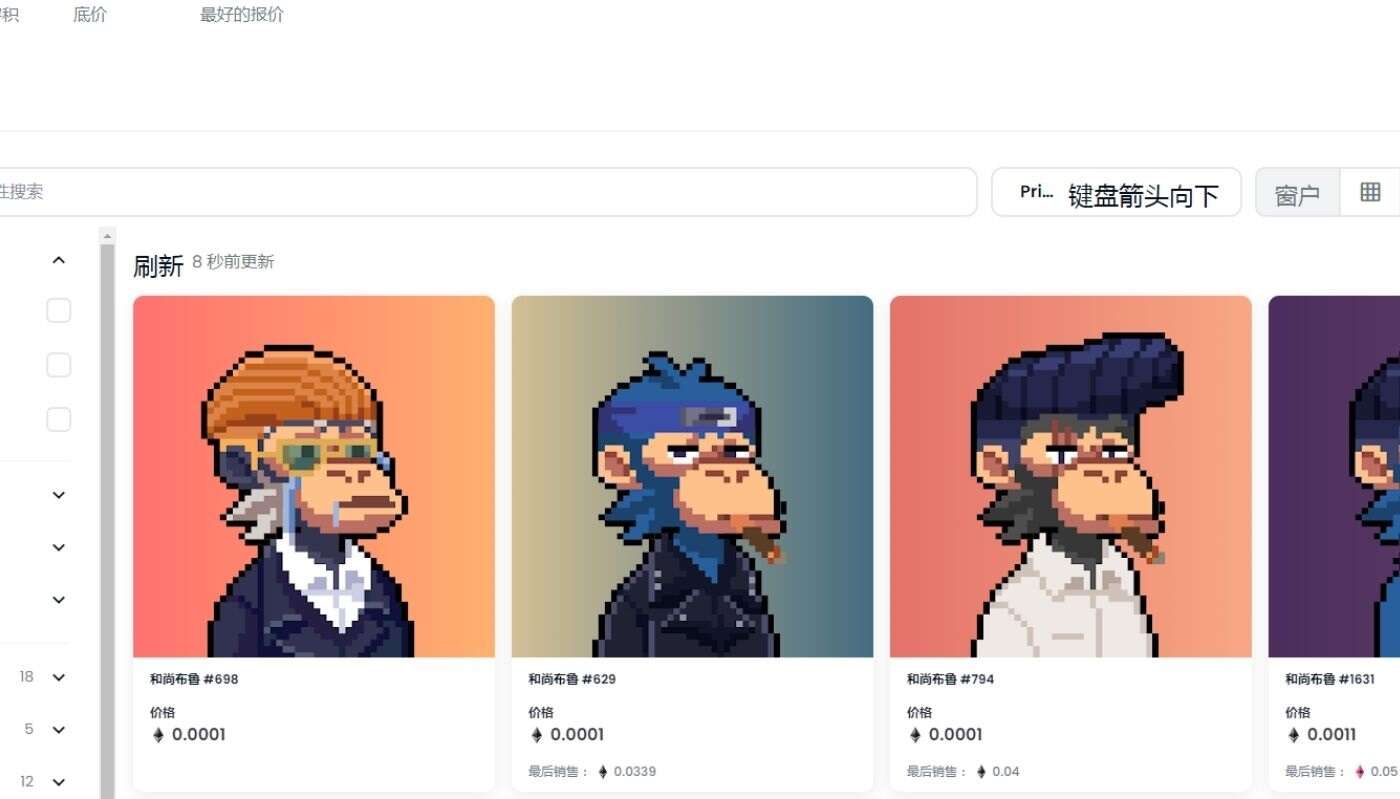 积 底价 最好的报价
性搜索 Pri... 键盘箭头向下 窗户
刷新 8 秒前更新
和尚布鲁 #698 和尚布鲁 #629 和尚布鲁 #794 和尚布鲁 #1631
价格 价格 价格 价格
0.0001 0.0001 0.0001 0.0011
18
最后销售： 0.0339 最后销售： 0.04 最后销售： 0.05
5
12